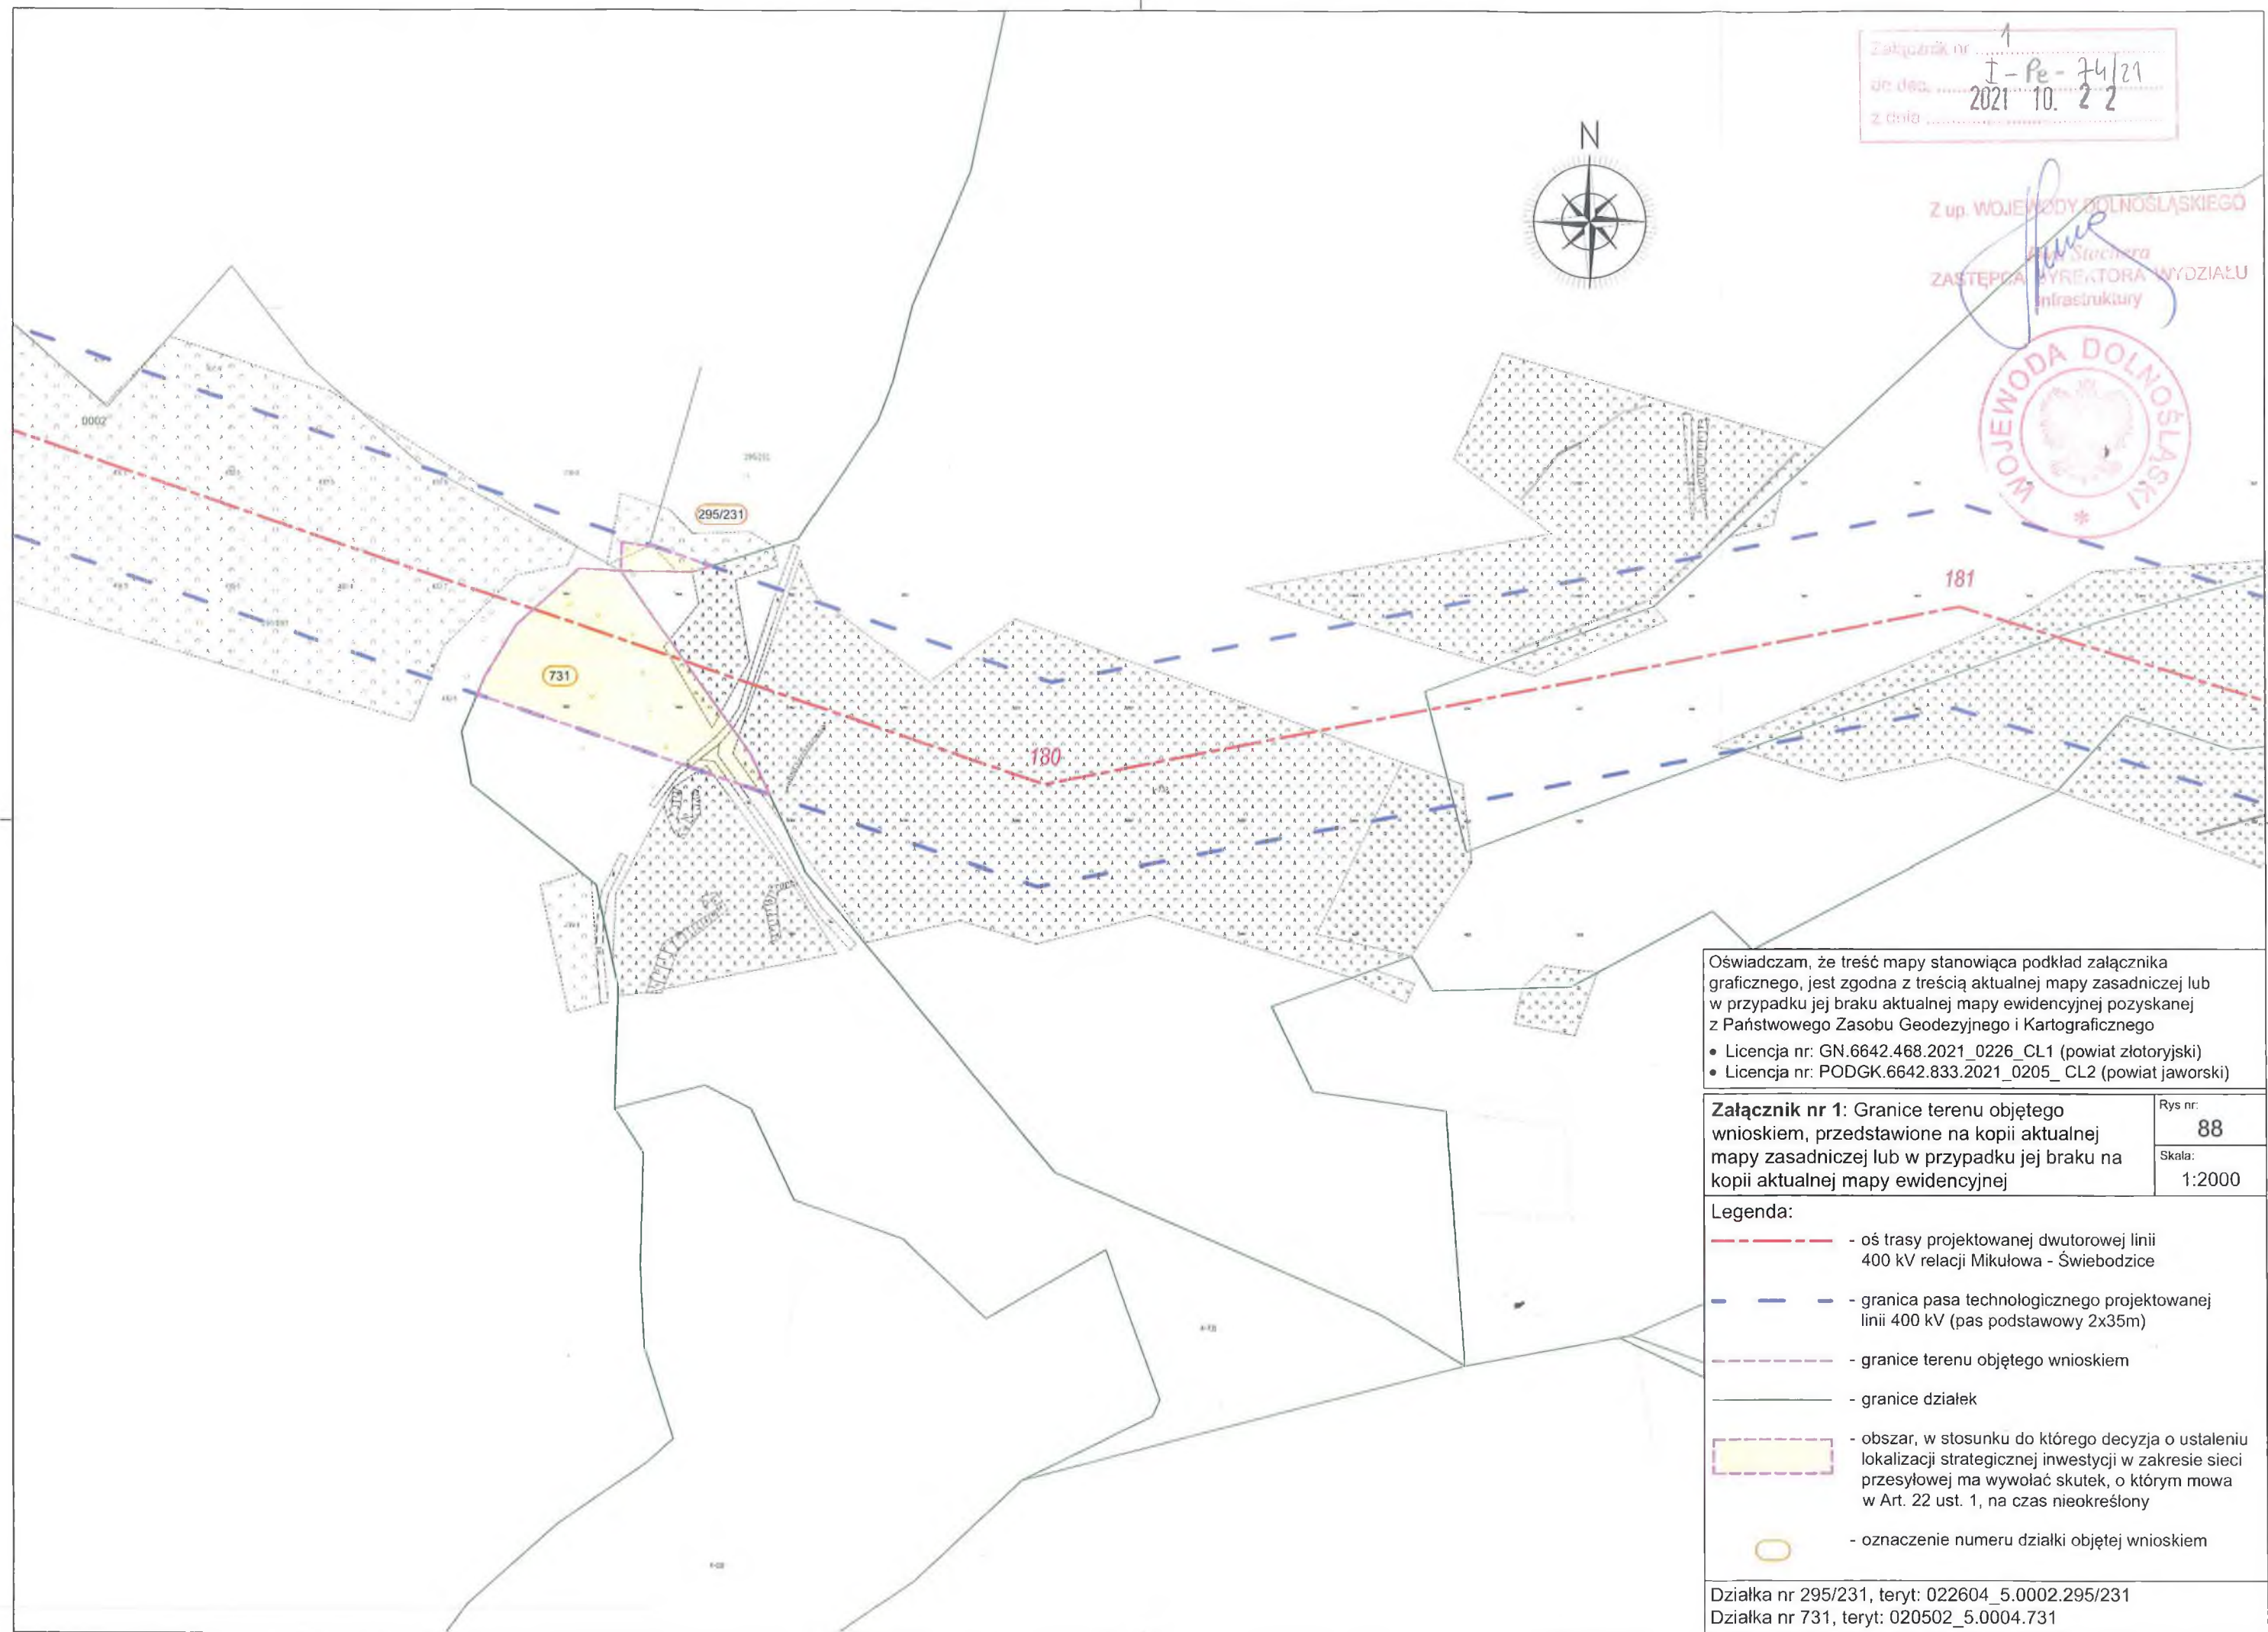 Załącznik nr 1
do dec. I-Pe-74/21
z dnia 2021 10. 22
N
Z up. WOJEWODY DOLNOŚLĄSKIEGO
Stachera
ZASTĘPCA DYREKTORA WYDZIAŁU
Infrastruktury
WOJEWODA DOLNOŚLĄSKI
*
0002
295/231
295/231
731
180
181
Oświadczam, że treść mapy stanowiąca podkład załącznika
graficznego, jest zgodna z treścią aktualnej mapy zasadniczej lub
w przypadku jej braku aktualnej mapy ewidencyjnej pozyskanej
z Państwowego Zasobu Geodezyjnego i Kartograficznego
• Licencja nr: GN.6642.468.2021_0226_CL1 (powiat złotoryjski)
• Licencja nr: PODGK.6642.833.2021_0205_ CL2 (powiat jaworski)
Załącznik nr 1: Granice terenu objętego
wnioskiem, przedstawione na kopii aktualnej
mapy zasadniczej lub w przypadku jej braku na
kopii aktualnej mapy ewidencyjnej
Rys nr:
88
Skala:
1:2000
Legenda:
- oś trasy projektowanej dwutorowej linii
400 kV relacji Mikułowa - Świebodzice
- granica pasa technologicznego projektowanej
linii 400 kV (pas podstawowy 2x35m)
- granice terenu objętego wnioskiem
- granice działek
- obszar, w stosunku do którego decyzja o ustaleniu
lokalizacji strategicznej inwestycji w zakresie sieci
przesyłowej ma wywołać skutek, o którym mowa
w Art. 22 ust. 1, na czas nieokreślony
- oznaczenie numeru działki objętej wnioskiem
Działka nr 295/231, teryt: 022604_5.0002.295/231
Działka nr 731, teryt: 020502_5.0004.731